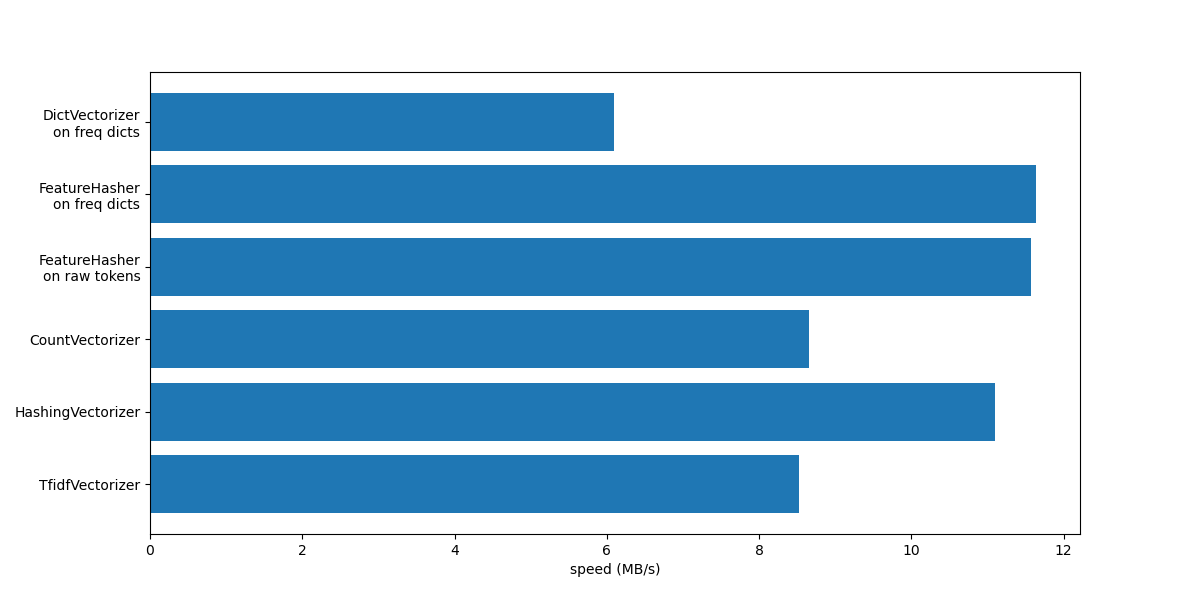 DictVectorizer
on freq dicts
FeatureHasher
on freq dicts
FeatureHasher
on raw tokens
CountVectorizer
HashingVectorizer
TfidfVectorizer
0 2 4 6 8 10 12
speed (MB/s)